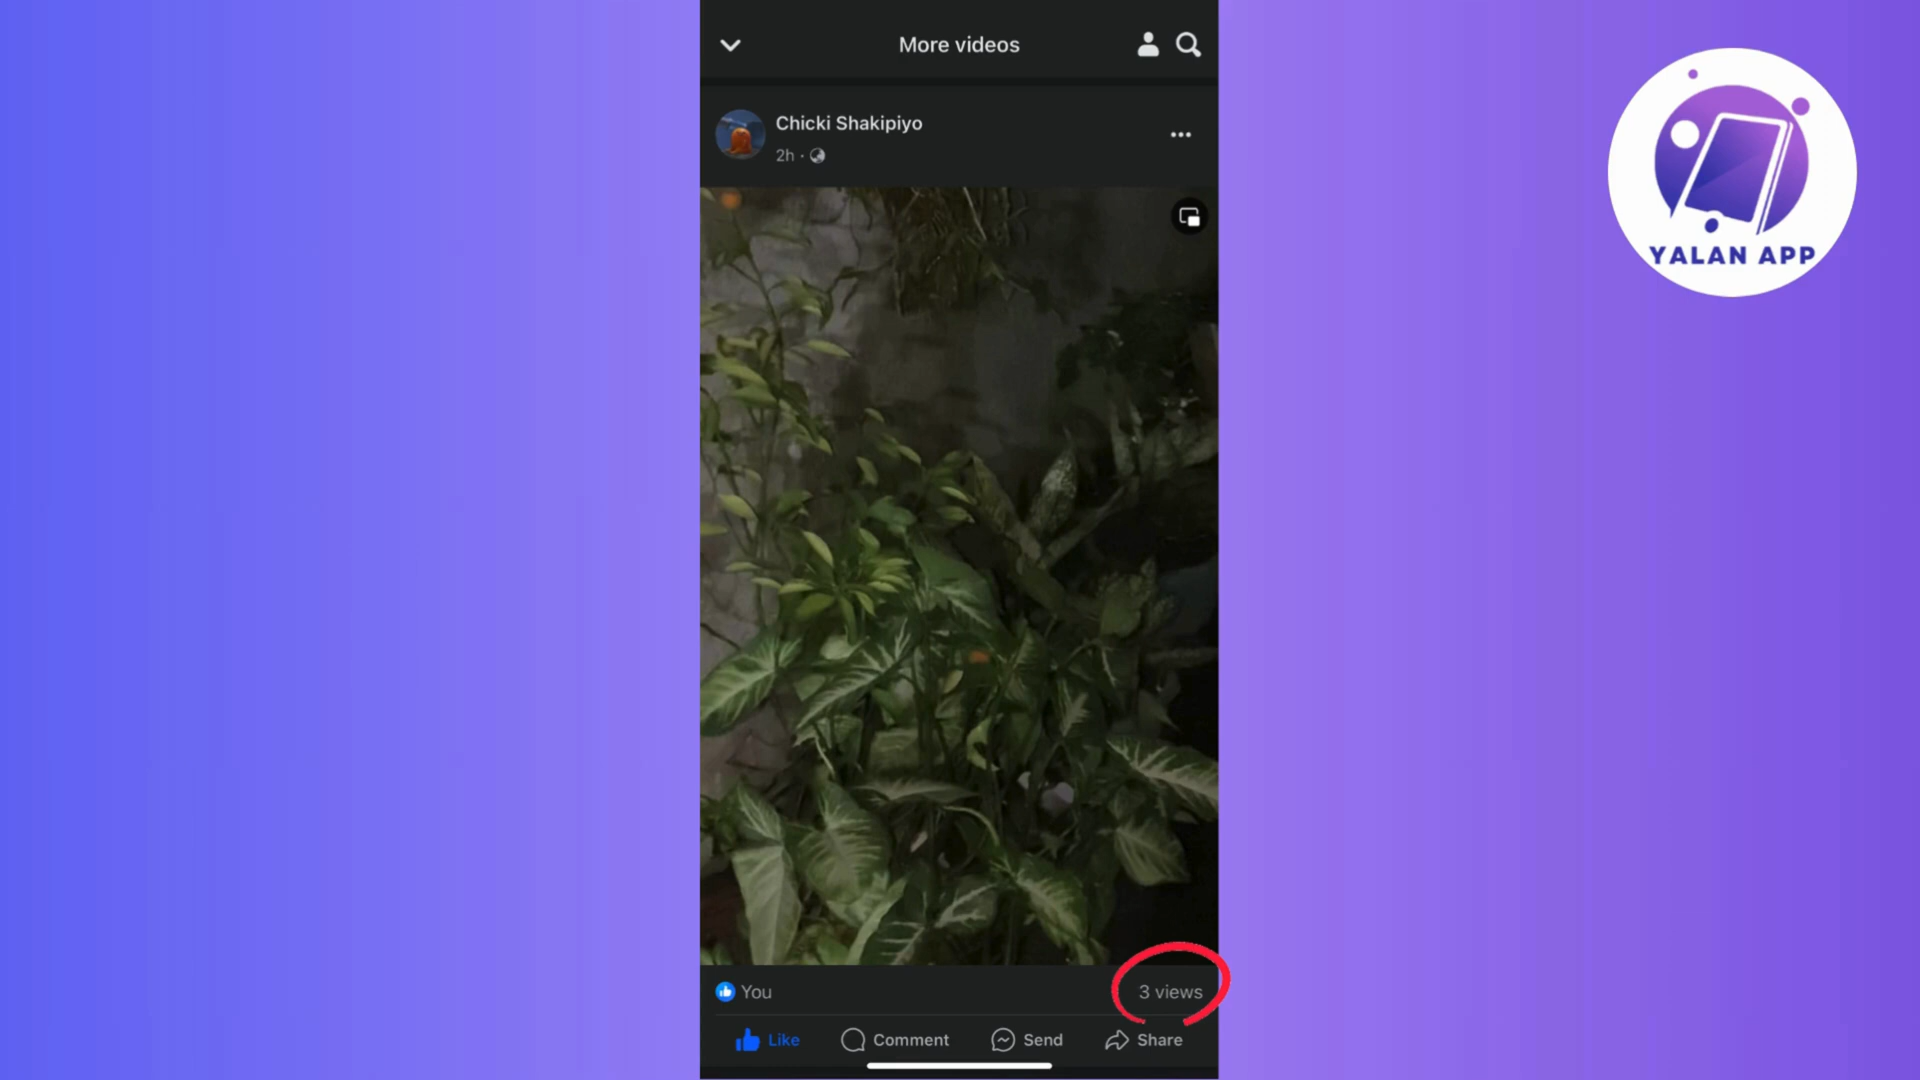 More videos
Chicki Shakipiyo
2h ·
YALAN APP
You
3 views
Like
Comment
Send
Share